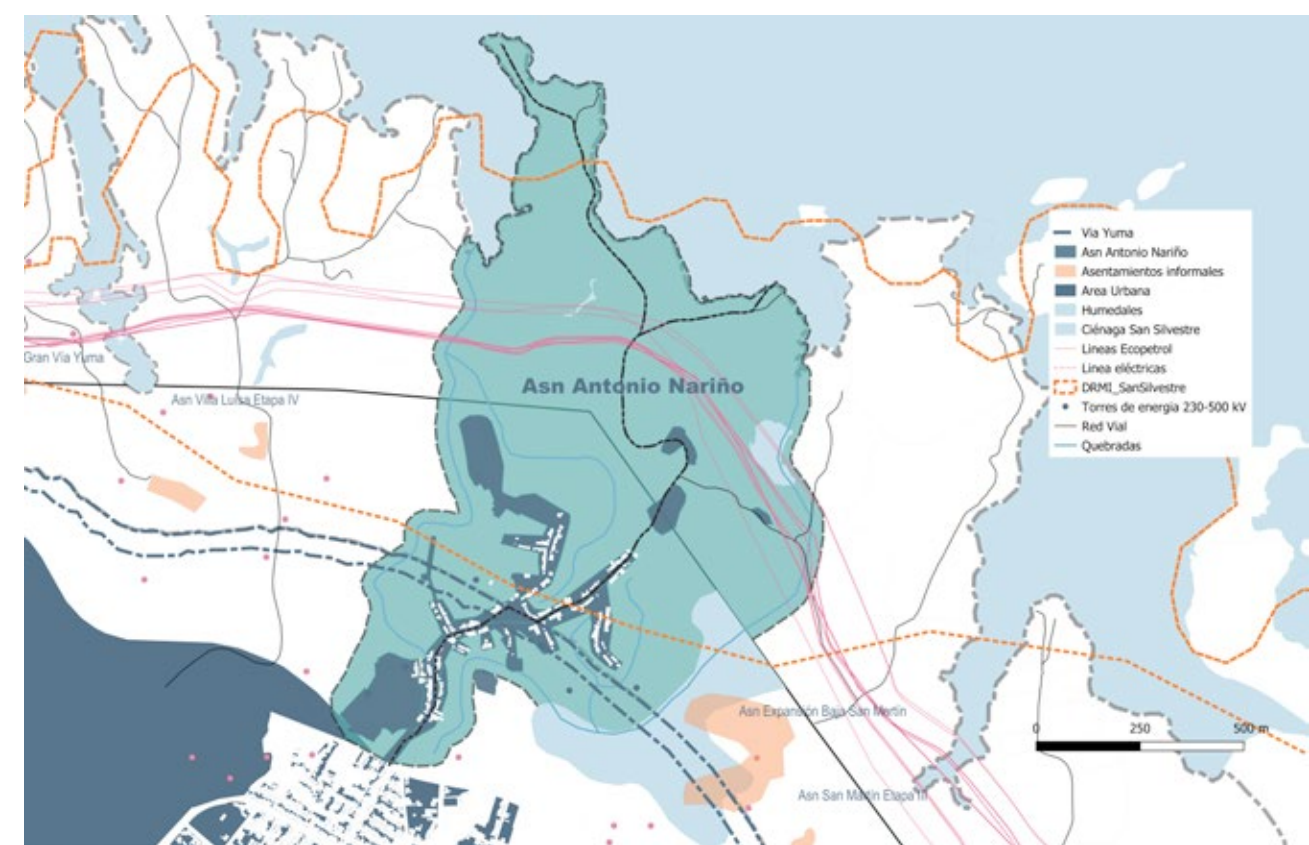 Via Yuma
Asn Antonio Nariño
Asentamientos informales
Area Urbana
Humedales
Ciénaga San Silvestre
Lineas Ecopetrol
Linea eléctricas
DRMI_SanSilvestre
Torres de energia 230-500 kV
Red Vial
Quebradas
Gran Via Yuma
Asn Antonio Nariño
Asn Villa Luisa Etapa IV
Asn Expansión Baja San Martin
0 250 500 m
Asn San Martin Etapa III